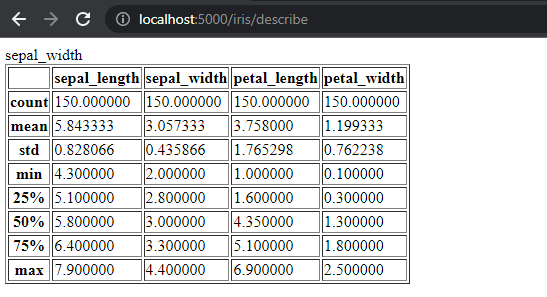 localhost:5000/iris/describe
sepal_width
sepal_length sepal_width petal_length petal_width
count 150.000000 150.000000 150.000000 150.000000
mean 5.843333 3.057333 3.758000 1.199333
std 0.828066 0.435866 1.765298 0.762238
min 4.300000 2.000000 1.000000 0.100000
25% 5.100000 2.800000 1.600000 0.300000
50% 5.800000 3.000000 4.350000 1.300000
75% 6.400000 3.300000 5.100000 1.800000
max 7.900000 4.400000 6.900000 2.500000